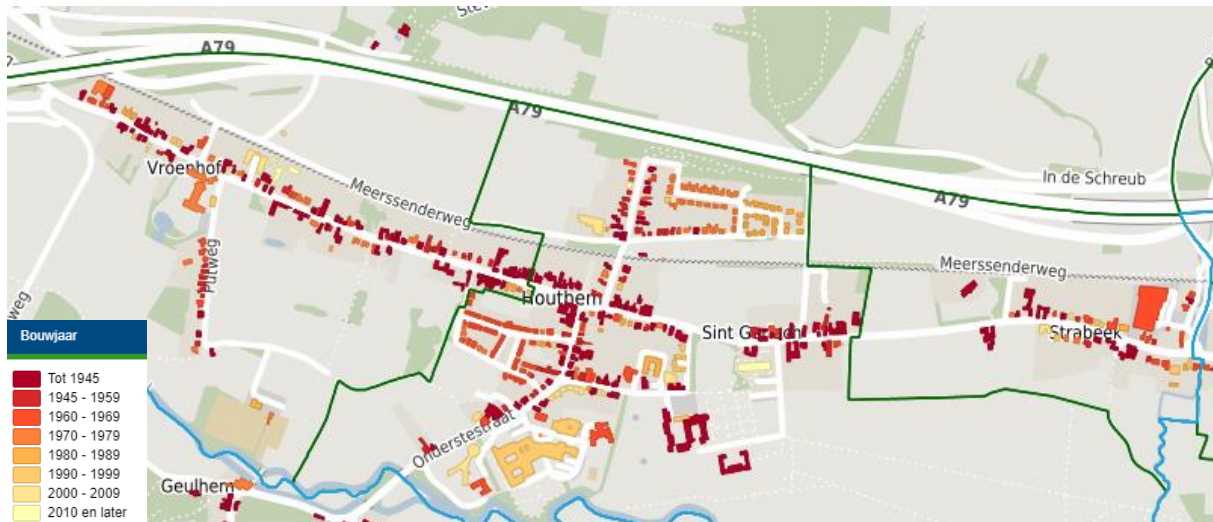 A79
A79
Vroenhof
In de Schreub
Meerssenderweg
A79
Putweg
Meerssenderweg
weg
Houthem
Sint Gerlach
Strabeek
Onderstestraat
Geulhem
Bouwjaar
Tot 1945
1945 - 1959
1960 - 1969
1970 - 1979
1980 - 1989
1990 - 1999
2000 - 2009
2010 en later